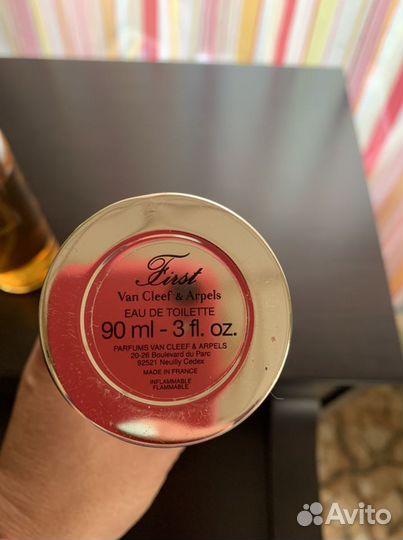 First
Van Cleef & Arpels
EAU DE TOILETTE
90 ml - 3 fl. oz.
PARFUMS VAN CLEEF & ARPELS
20-26 Boulevard du Parc
92521 Neuilly Cedex
MADE IN FRANCE
INFLAMMABLE
FLAMMABLE
Avito